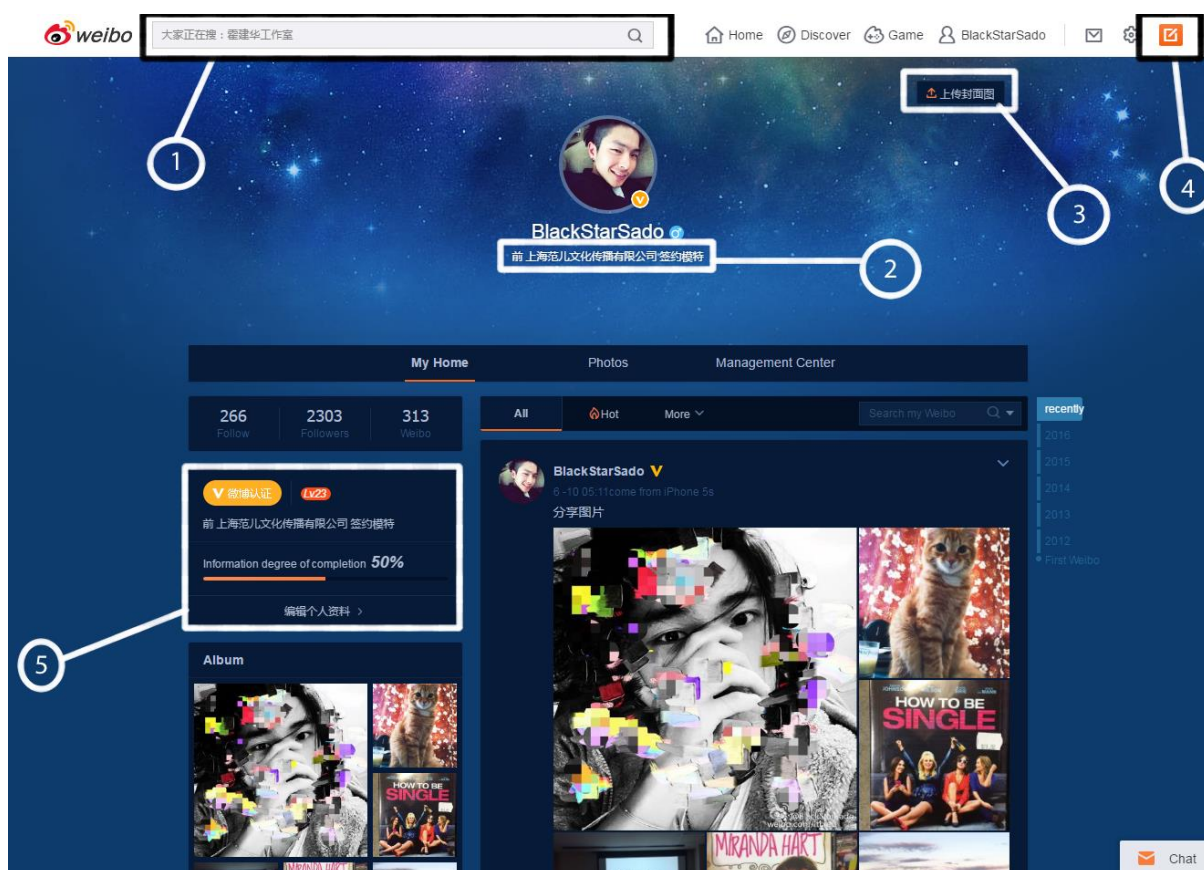 weibo
大家正在搜：霍建华工作室
Home Discover Game BlackStarSado
上传封面图
1
4
3
BlackStarSado
前 上海范儿文化传播有限公司 签约模特
2
My Home Photos Management Center
266 2303 313
Follow Followers Weibo
All Hot More Search my Weibo
recently
2016
2015
2014
2013
2012
First Weibo
V 微博认证 Lv23
前 上海范儿文化传播有限公司 签约模特
Information degree of completion 50%
编辑个人资料 >
5
BlackStarSado V
6 -10 05:11come from iPhone 5s
分享图片
HOW TO BE
SINGLE
MIRANDA HART
Album
HOW TO BE
SINGLE
MIRANDA HART
Chat